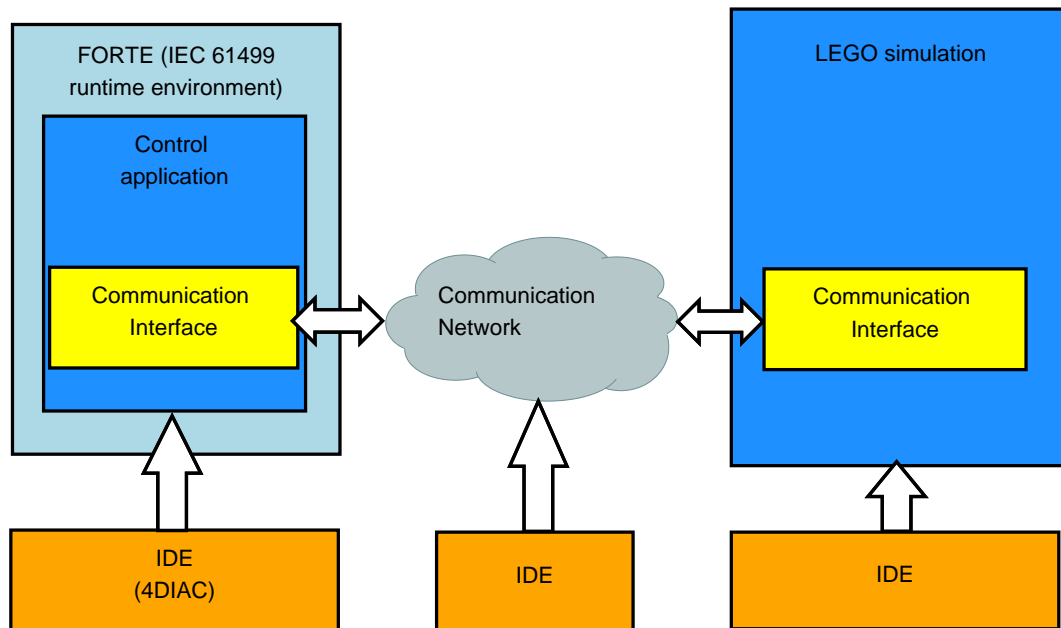 FORTE (IEC 61499
runtime environment)
Control
application
Communication
Interface
Communication
Network
LEGO simulation
Communication
Interface
IDE
(4DIAC)
IDE
IDE